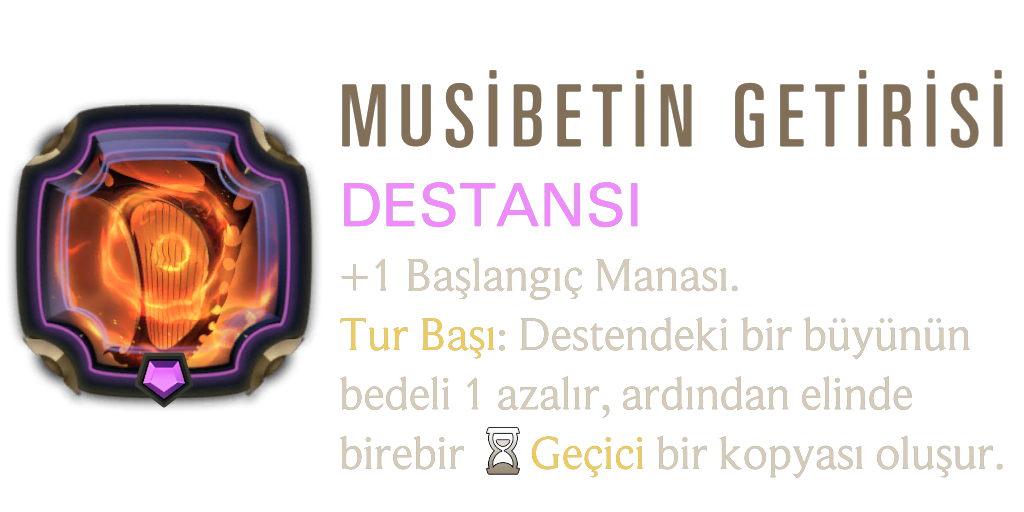 MUSİBETİN GETİRİSİ
DESTANSI
+1 Başlangıç Manası.
Tur Başı: Destendeki bir büyünün
bedeli 1 azalır, ardından elinde
birebir Geçici bir kopyası oluşur.